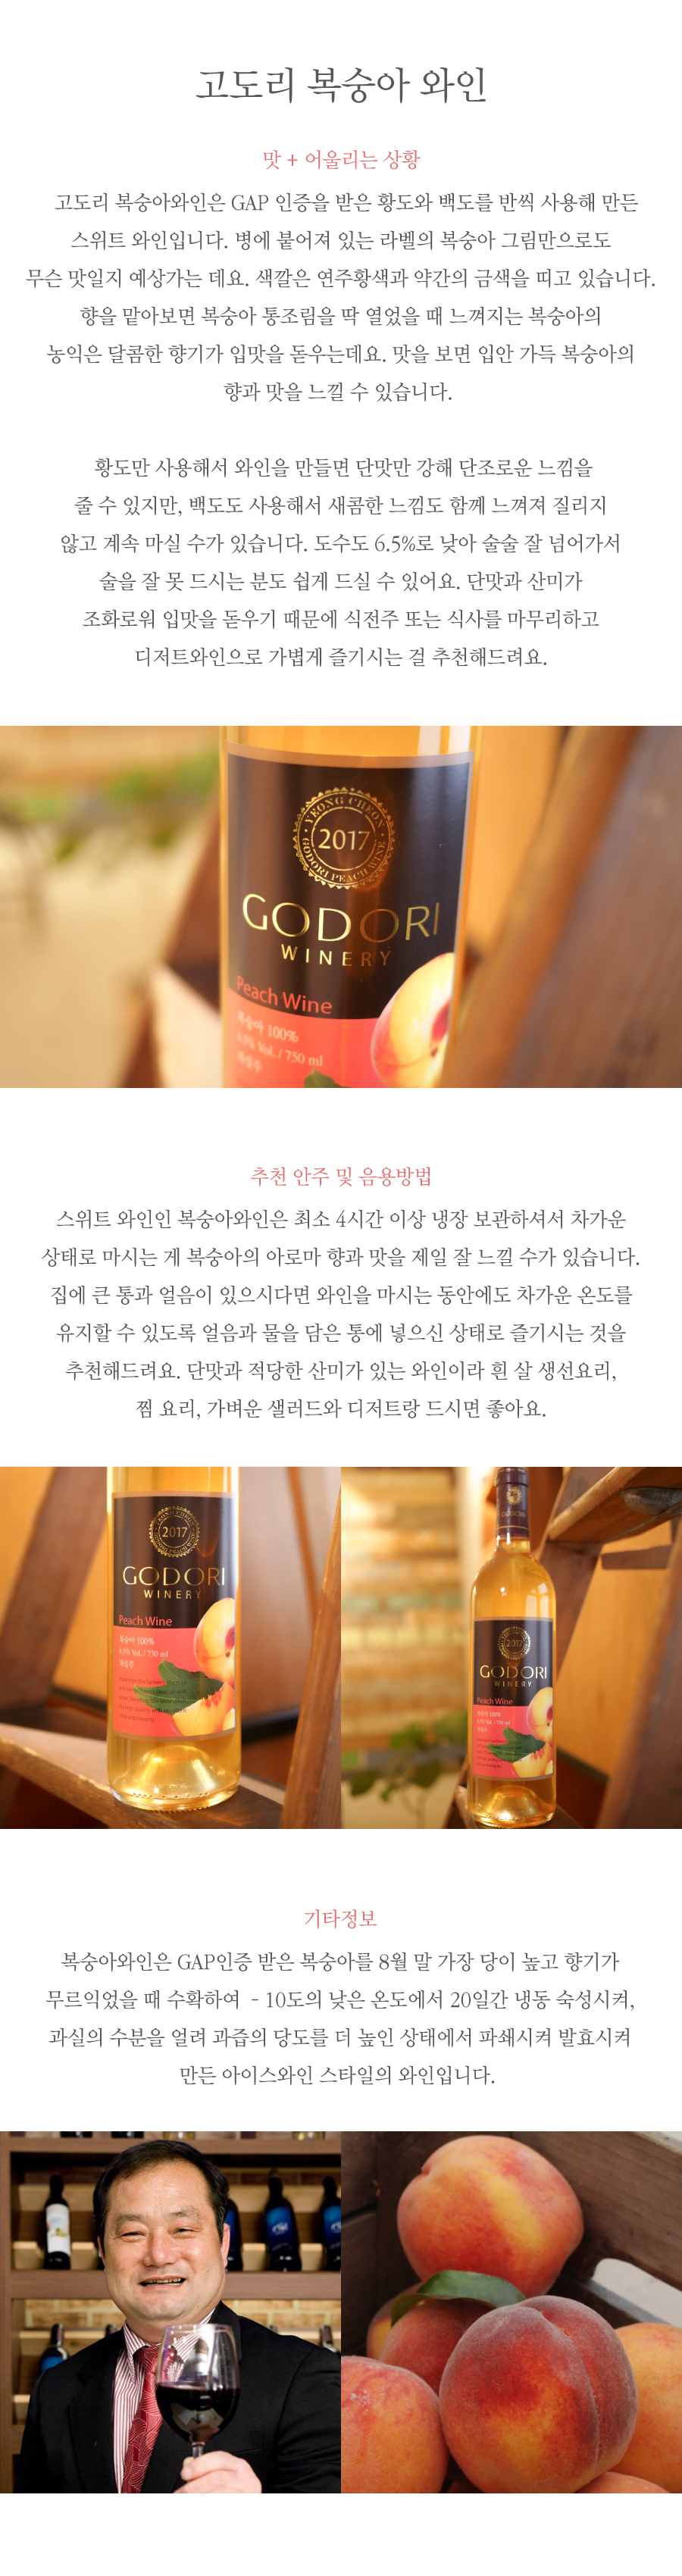 고도리 복숭아 와인
맛 + 어울리는 상황
고도리 복숭아와인은 GAP 인증을 받은 황도와 백도를 반씩 사용해 만든
스위트 와인입니다. 병에 붙어져 있는 라벨의 복숭아 그림만으로도
무슨 맛일지 예상가는 데요. 색깔은 연주황색과 약간의 금색을 띠고 있습니다.
향을 맡아보면 복숭아 통조림을 딱 열었을 때 느껴지는 복숭아의
농익은 달콤한 향기가 입맛을 돋우는데요. 맛을 보면 입안 가득 복숭아의
향과 맛을 느낄 수 있습니다.
황도만 사용해서 와인을 만들면 단맛만 강해 단조로운 느낌을
줄 수 있지만, 백도도 사용해서 새콤한 느낌도 함께 느껴져 질리지
않고 계속 마실 수가 있습니다. 도수도 6.5%로 낮아 술술 잘 넘어가서
술을 잘 못 드시는 분도 쉽게 드실 수 있어요. 단맛과 산미가
조화로워 입맛을 돋우기 때문에 식전주 또는 식사를 마무리하고
디저트와인으로 가볍게 즐기시는 걸 추천해드려요.
YEONG CHEON
2017
GODORI PEACH WINE
GODORI
WINERY
Peach Wine
복숭아 100%
6.5% Vol. / 750 ml
과실주
추천 안주 및 음용방법
스위트 와인인 복숭아와인은 최소 4시간 이상 냉장 보관하셔서 차가운
상태로 마시는 게 복숭아의 아로마 향과 맛을 제일 잘 느낄 수가 있습니다.
집에 큰 통과 얼음이 있으시다면 와인을 마시는 동안에도 차가운 온도를
유지할 수 있도록 얼음과 물을 담은 통에 넣으신 상태로 즐기시는 것을
추천해드려요. 단맛과 적당한 산미가 있는 와인이라 흰 살 생선요리,
찜 요리, 가벼운 샐러드와 디저트랑 드시면 좋아요.
2017
GODORI
WINERY
Peach Wine
복숭아 100%
6.5% Vol. / 750 ml
과실주
2017
GODORI
WINERY
Peach Wine
복숭아 100%
기타정보
복숭아와인은 GAP인증 받은 복숭아를 8월 말 가장 당이 높고 향기가
무르익었을 때 수확하여 - 10도의 낮은 온도에서 20일간 냉동 숙성시켜,
과실의 수분을 얼려 과즙의 당도를 더 높인 상태에서 파쇄시켜 발효시켜
만든 아이스와인 스타일의 와인입니다.